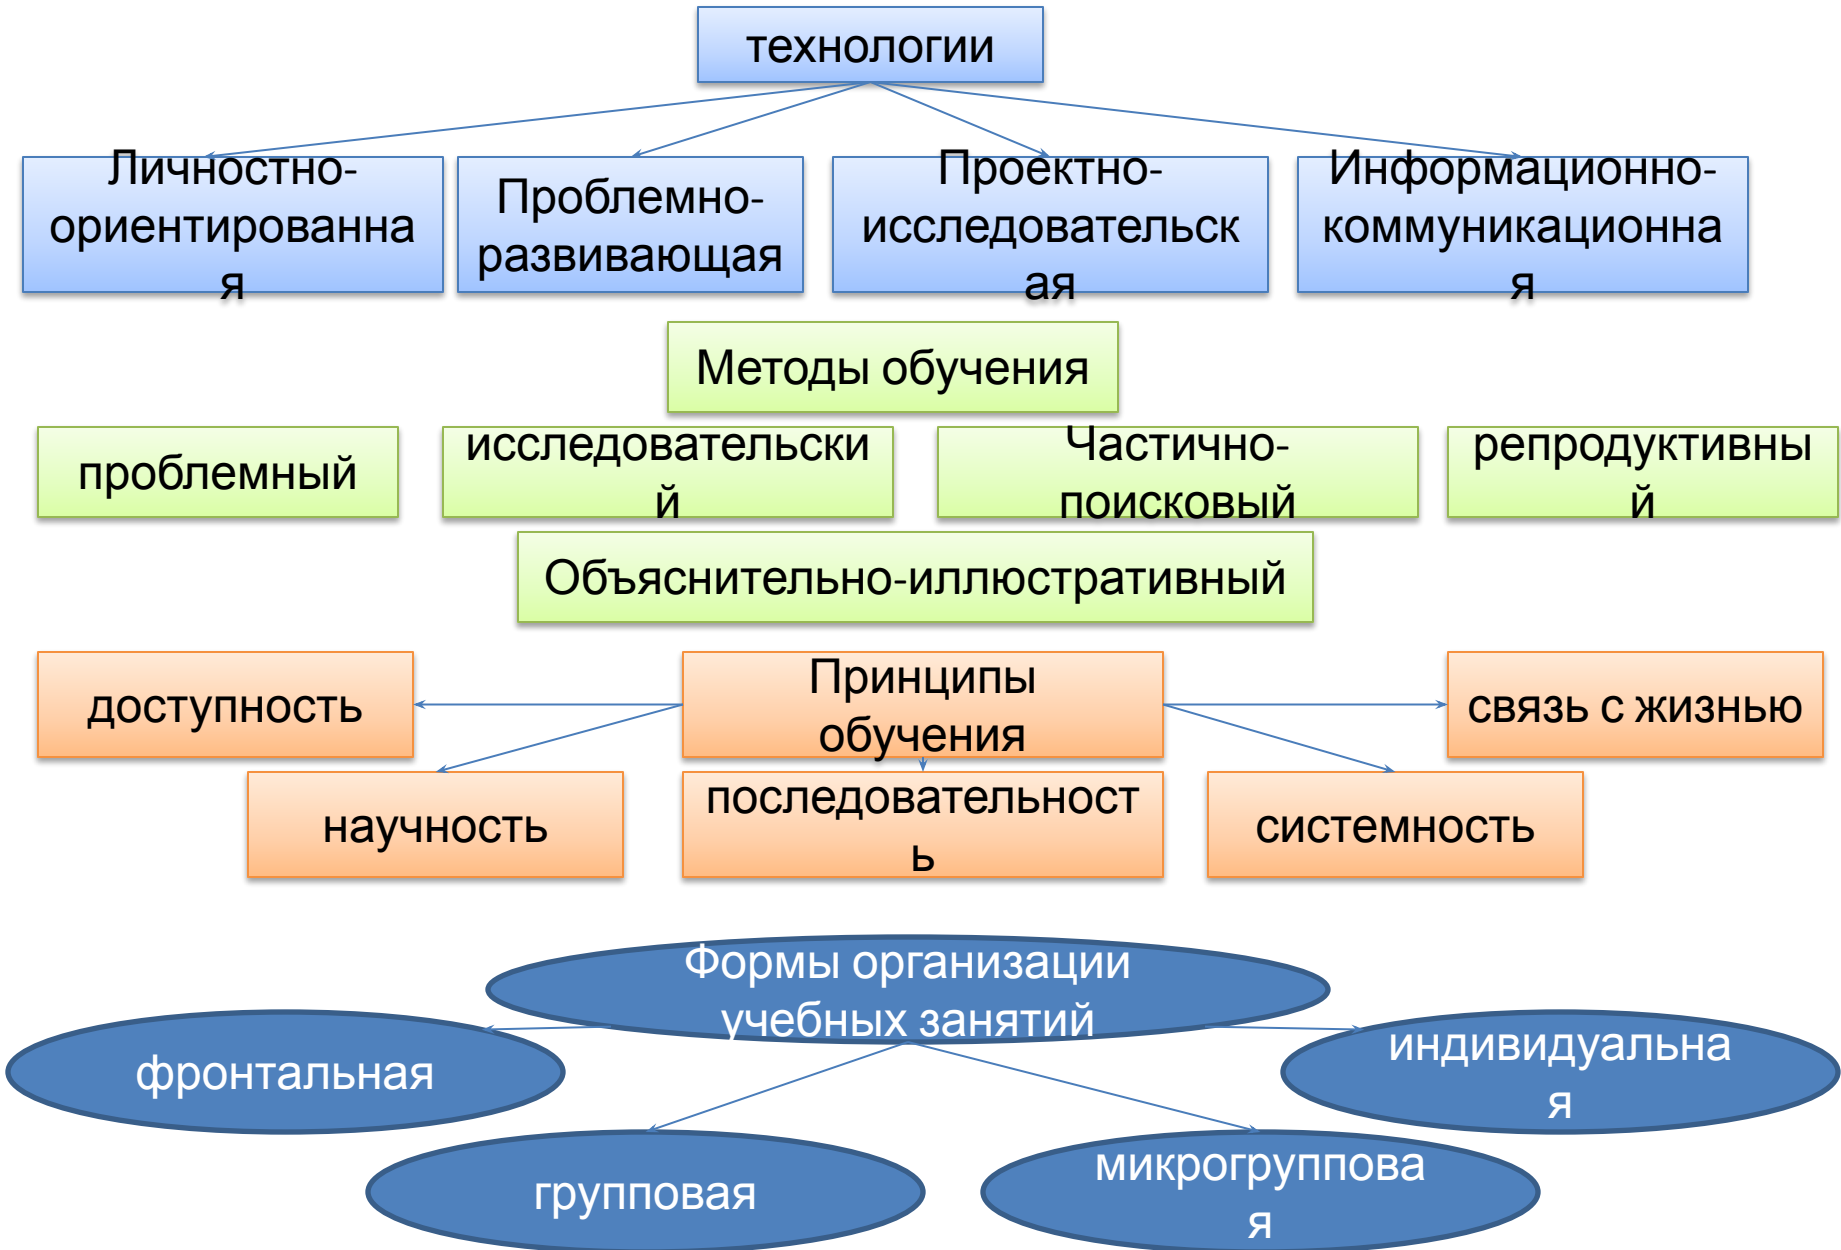 технологии
Личностно-
ориентированна
я
Проблемно-
развивающая
Проектно-
исследовательск
ая
Информационно-
коммуникационна
я
Методы обучения
проблемный
исследовательски
й
Частично-
поисковый
репродуктивны
й
Объяснительно-иллюстративный
доступность
Принципы
обучения
связь с жизнью
научность
последовательност
ь
системность
Формы организации
учебных занятий
фронтальная
индивидуальна
я
групповая
микрогруппова
я